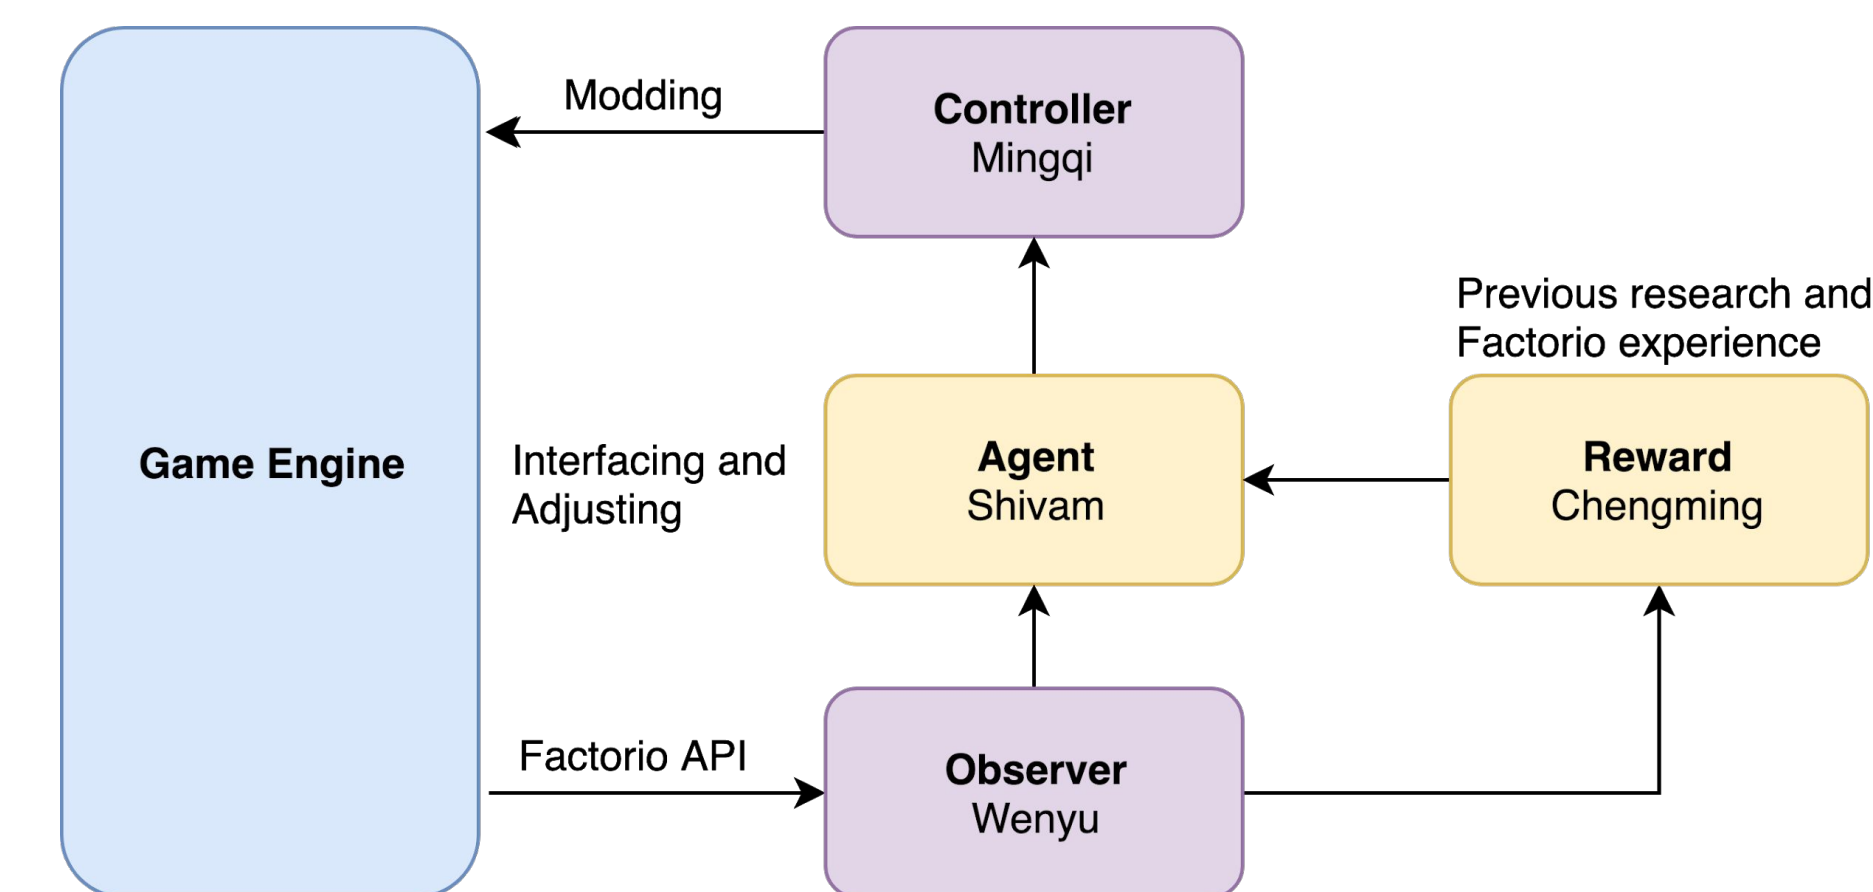 Modding
Controller
Mingqi
Previous research and
Factorio experience
Game Engine
Interfacing and
Adjusting
Agent
Shivam
Reward
Chengming
Factorio API
Observer
Wenyu